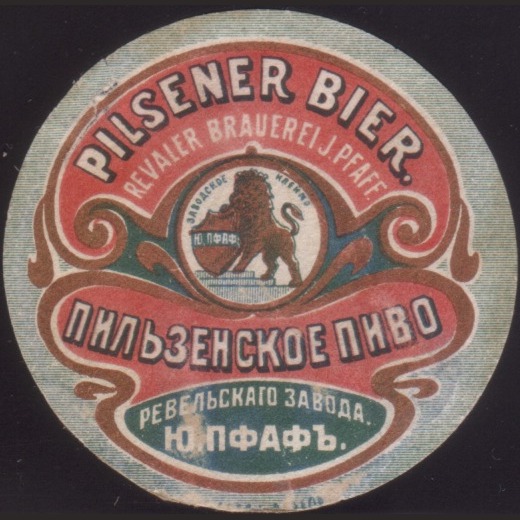 PILSENER BIER.
REVALER BRAUEREI J. PFAFF
ЗАВОДСКОЕ КЛЕЙМО
Ю. ПФАФЪ
ПИЛЬЗЕНСКОЕ ПИВО
РЕВЕЛЬСКАГО ЗАВОДА.
Ю. ПФАФЪ.